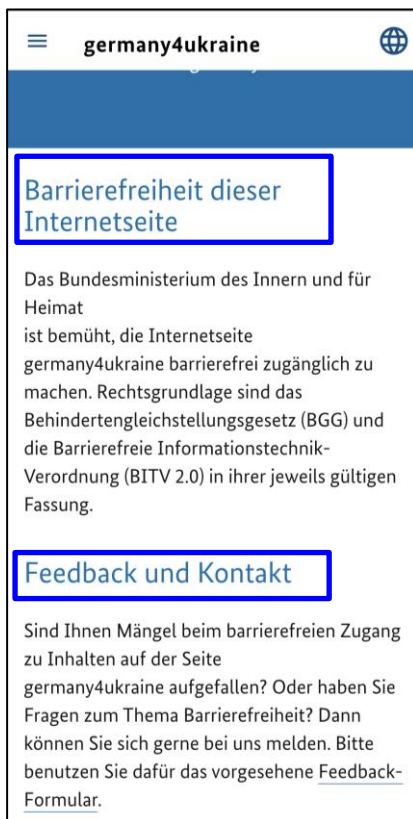 germany4ukraine
Barrierefreiheit dieser
Internetseite
Das Bundesministerium des Innern und für
Heimat
ist bemüht, die Internetseite
germany4ukraine barrierefrei zugänglich zu
machen. Rechtsgrundlage sind das
Behindertengleichstellungsgesetz (BGG) und
die Barrierefreie Informationstechnik-
Verordnung (BITV 2.0) in ihrer jeweils gültigen
Fassung.
Feedback und Kontakt
Sind Ihnen Mängel beim barrierefreien Zugang
zu Inhalten auf der Seite
germany4ukraine aufgefallen? Oder haben Sie
Fragen zum Thema Barrierefreiheit? Dann
können Sie sich gerne bei uns melden. Bitte
benutzen Sie dafür das vorgesehene Feedback-
Formular.